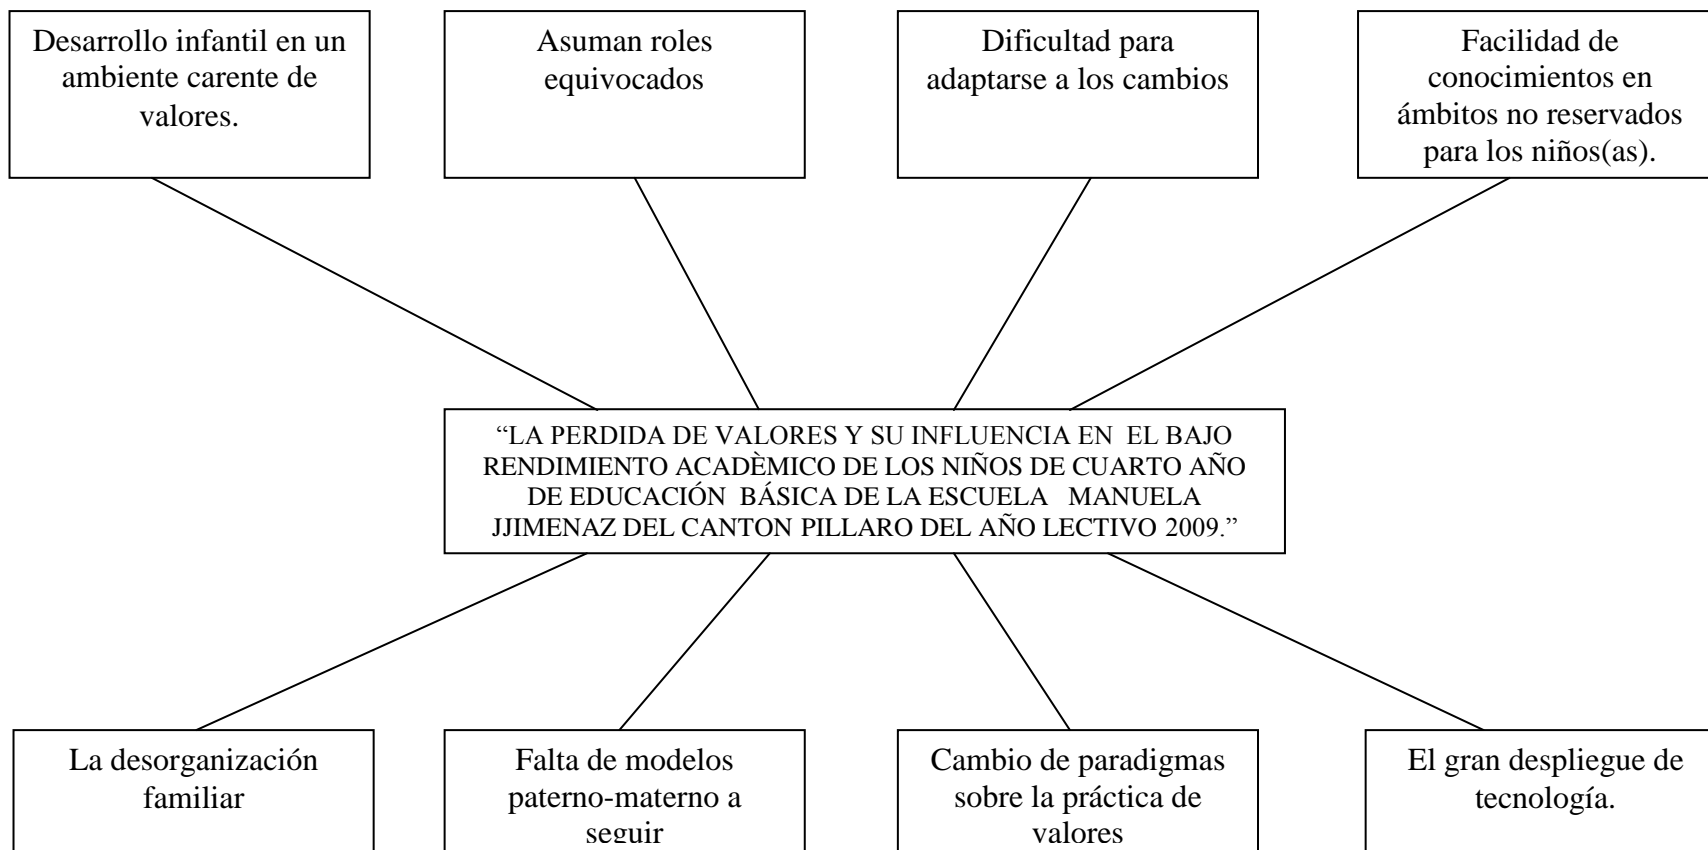 Desarrollo infantil en un
ambiente carente de
valores.
Asuman roles
equivocados
Dificultad para
adaptarse a los cambios
Facilidad de
conocimientos en
ámbitos no reservados
para los niños(as).
“LA PERDIDA DE VALORES Y SU INFLUENCIA EN EL BAJO
RENDIMIENTO ACADÈMICO DE LOS NIÑOS DE CUARTO AÑO
DE EDUCACIÓN BÁSICA DE LA ESCUELA MANUELA
JJIMENAZ DEL CANTON PILLARO DEL AÑO LECTIVO 2009.”
La desorganización
familiar
Falta de modelos
paterno-materno a
seguir
Cambio de paradigmas
sobre la práctica de
valores
El gran despliegue de
tecnología.